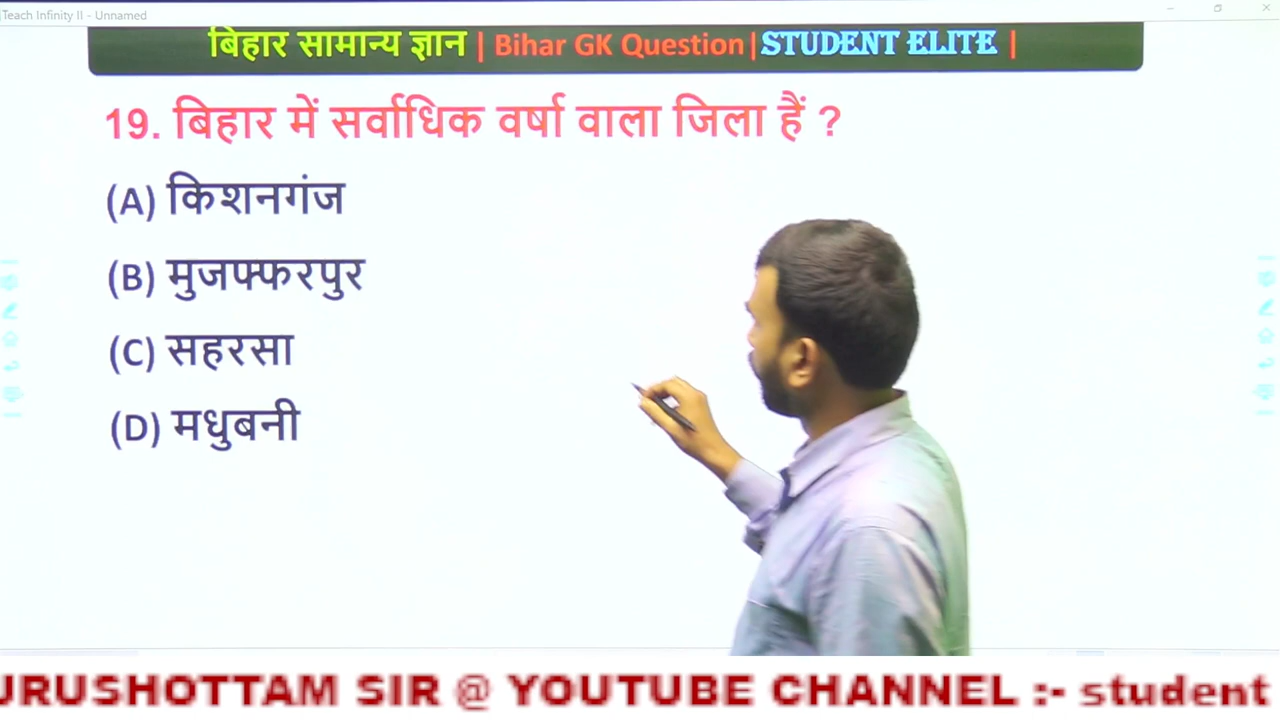 Teach Infinity II - Unnamed
बिहार सामान्य ज्ञान | Bihar GK Question|STUDENT ELITE |
19. बिहार में सर्वाधिक वर्षा वाला जिला हैं ?
(A) किशनगंज
(B) मुजफ्फरपुर
(C) सहरसा
(D) मधुबनी
URUSHOTTAM SIR @ YOUTUBE CHANNEL :- student